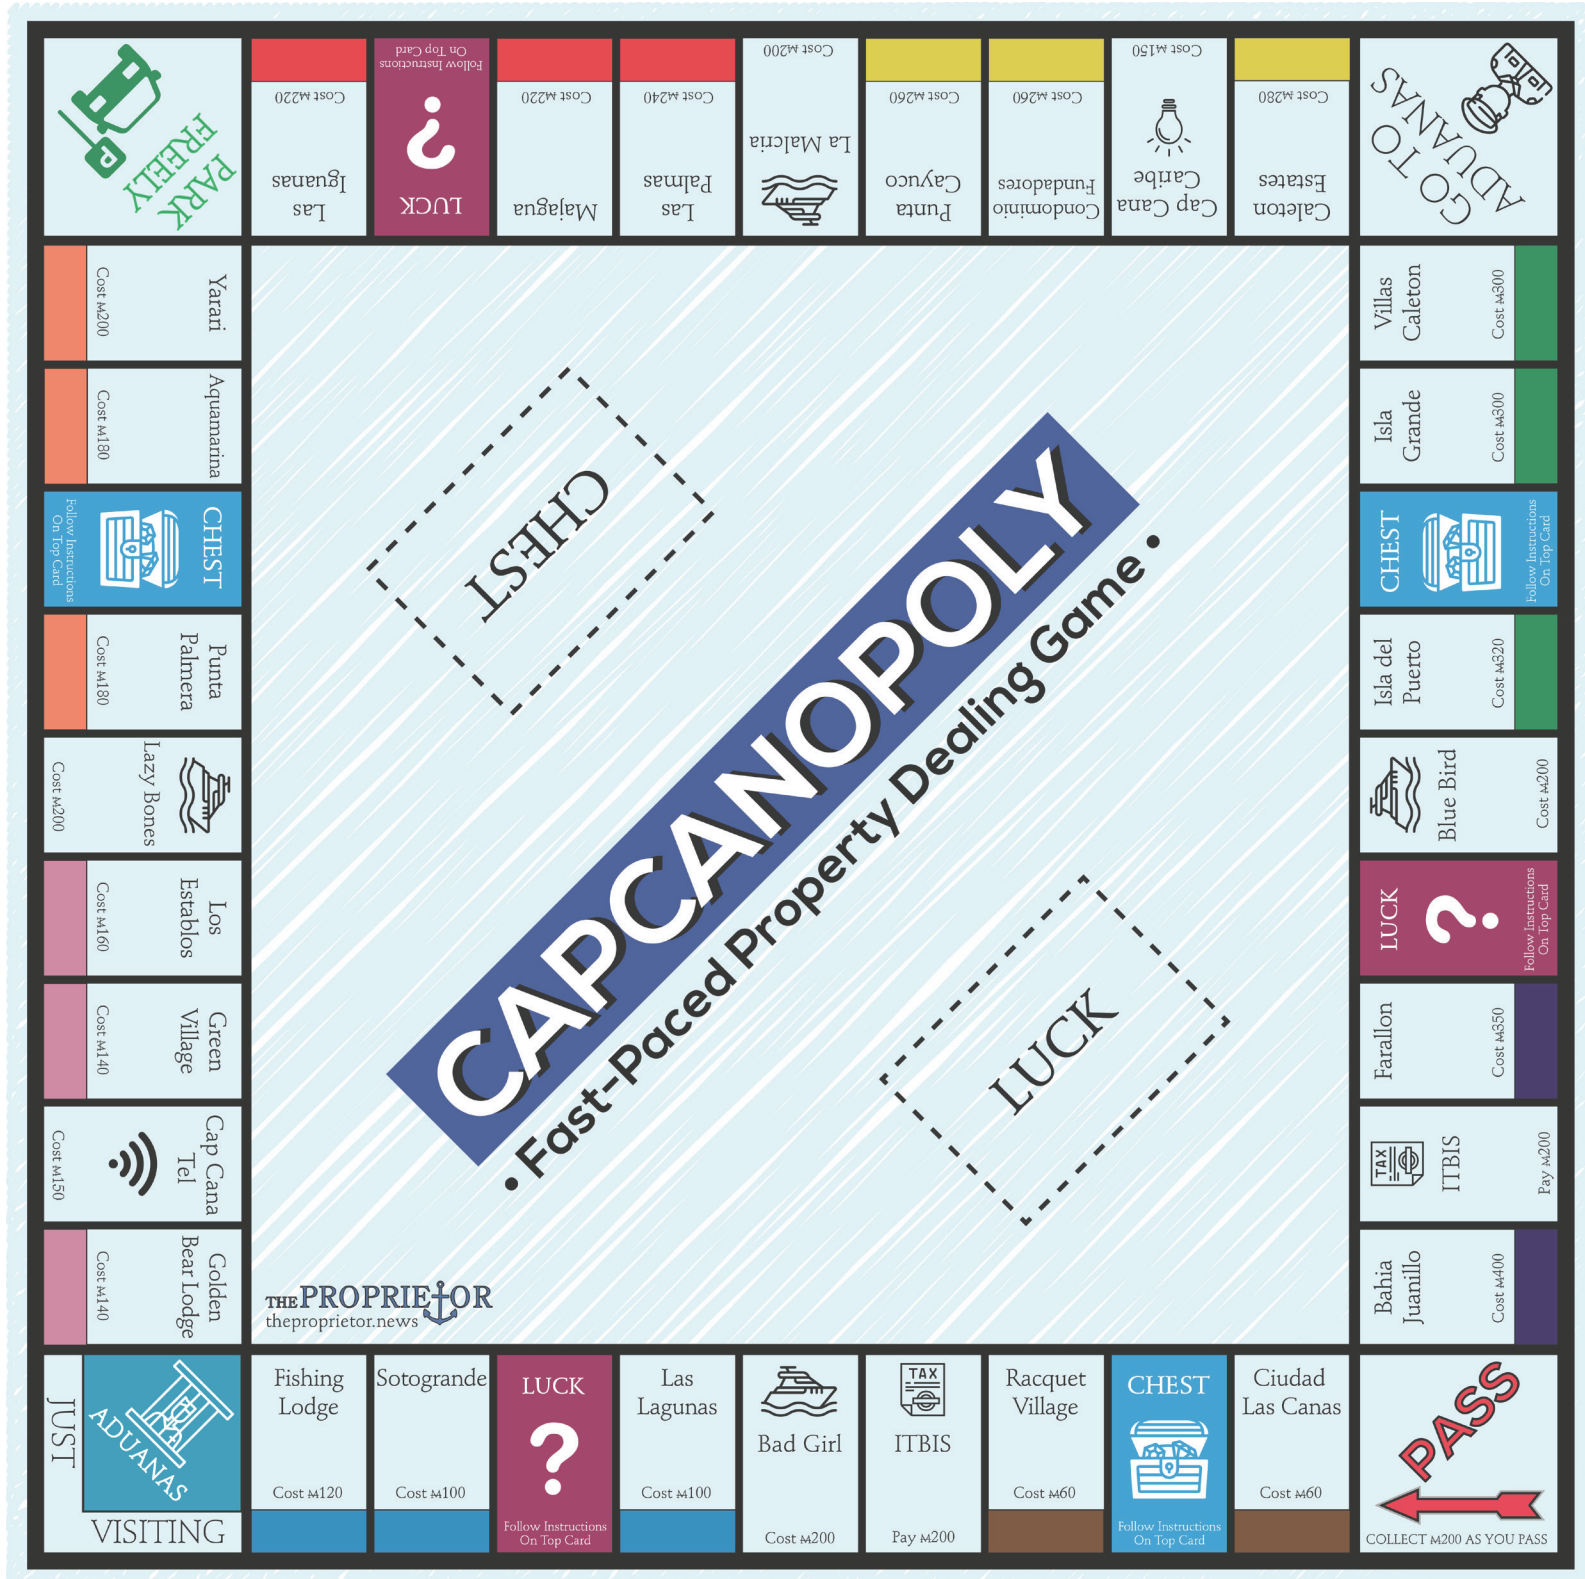 PARK
FREELY
Cost ₩220
Las
Iguanas
Follow Instructions
On Top Card
LUCK
Cost ₩220
Majagua
Cost ₩240
Las
Palmas
Cost ₩200
La Malcria
Cost ₩260
Punta
Cayuco
Cost ₩260
Condominio
Fundadores
Cost ₩150
Cap Cana
Caribe
Cost ₩280
Caleton
Estates
GO TO
ADUANAS
Villas
Caleton
Cost ₩300
Isla
Grande
Cost ₩300
CHEST
Follow Instructions
On Top Card
Isla del
Puerto
Cost ₩320
Blue Bird
Cost ₩200
LUCK
Follow Instructions
On Top Card
Farallon
Cost ₩350
TAX
ITBIS
Pay ₩200
Bahia
Juanillo
Cost ₩400
PASS
COLLECT ₩200 AS YOU PASS
Ciudad
Las Canas
Cost ₩60
CHEST
Follow Instructions
On Top Card
Racquet
Village
Cost ₩60
TAX
ITBIS
Pay ₩200
Bad Girl
Cost ₩200
Las
Lagunas
Cost ₩100
LUCK
Follow Instructions
On Top Card
Sotogrande
Cost ₩100
Fishing
Lodge
Cost ₩120
ADUANAS
JUST
VISITING
Golden
Bear Lodge
Cost ₩140
Cap Cana
Tel
Cost ₩150
Green
Village
Cost ₩140
Los
Establos
Cost ₩160
Lazy Bones
Cost ₩200
Punta
Palmera
Cost ₩180
CHEST
Follow Instructions
On Top Card
Aquamarina
Cost ₩180
Yarari
Cost ₩200
CHEST
CAPCANOPOLY
• Fast-Paced Property Dealing Game •
LUCK
THE PROPRIETOR
theproprietor.news